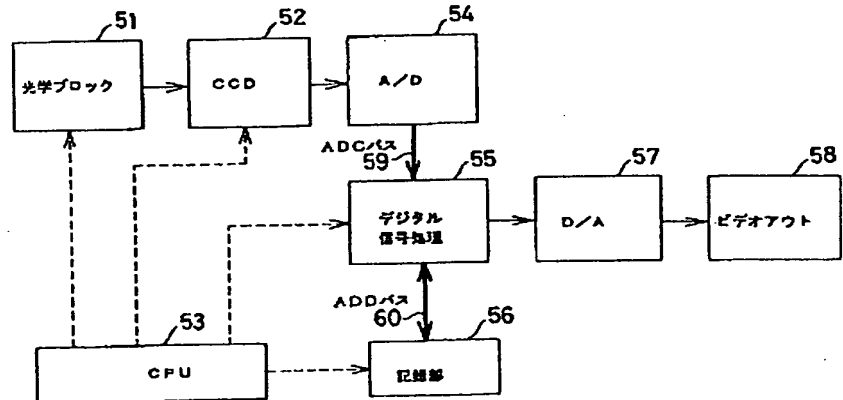 51
52
54
光学ブロック
CCD
A/D
ADCバス
59
55
57
58
デジタル
信号処理
D/A
ビデオアウト
ADDバス
60
53
56
CPU
記録部